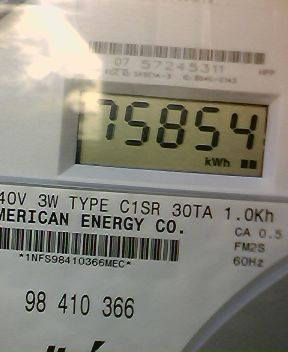 07 57245311
75854
kWh
40V 3W TYPE C1SR 30TA 1.0Kh
MERICAN ENERGY CO.
CA 0.5
FM2S
60Hz
*1NFS98410366MEC*
98 410 366